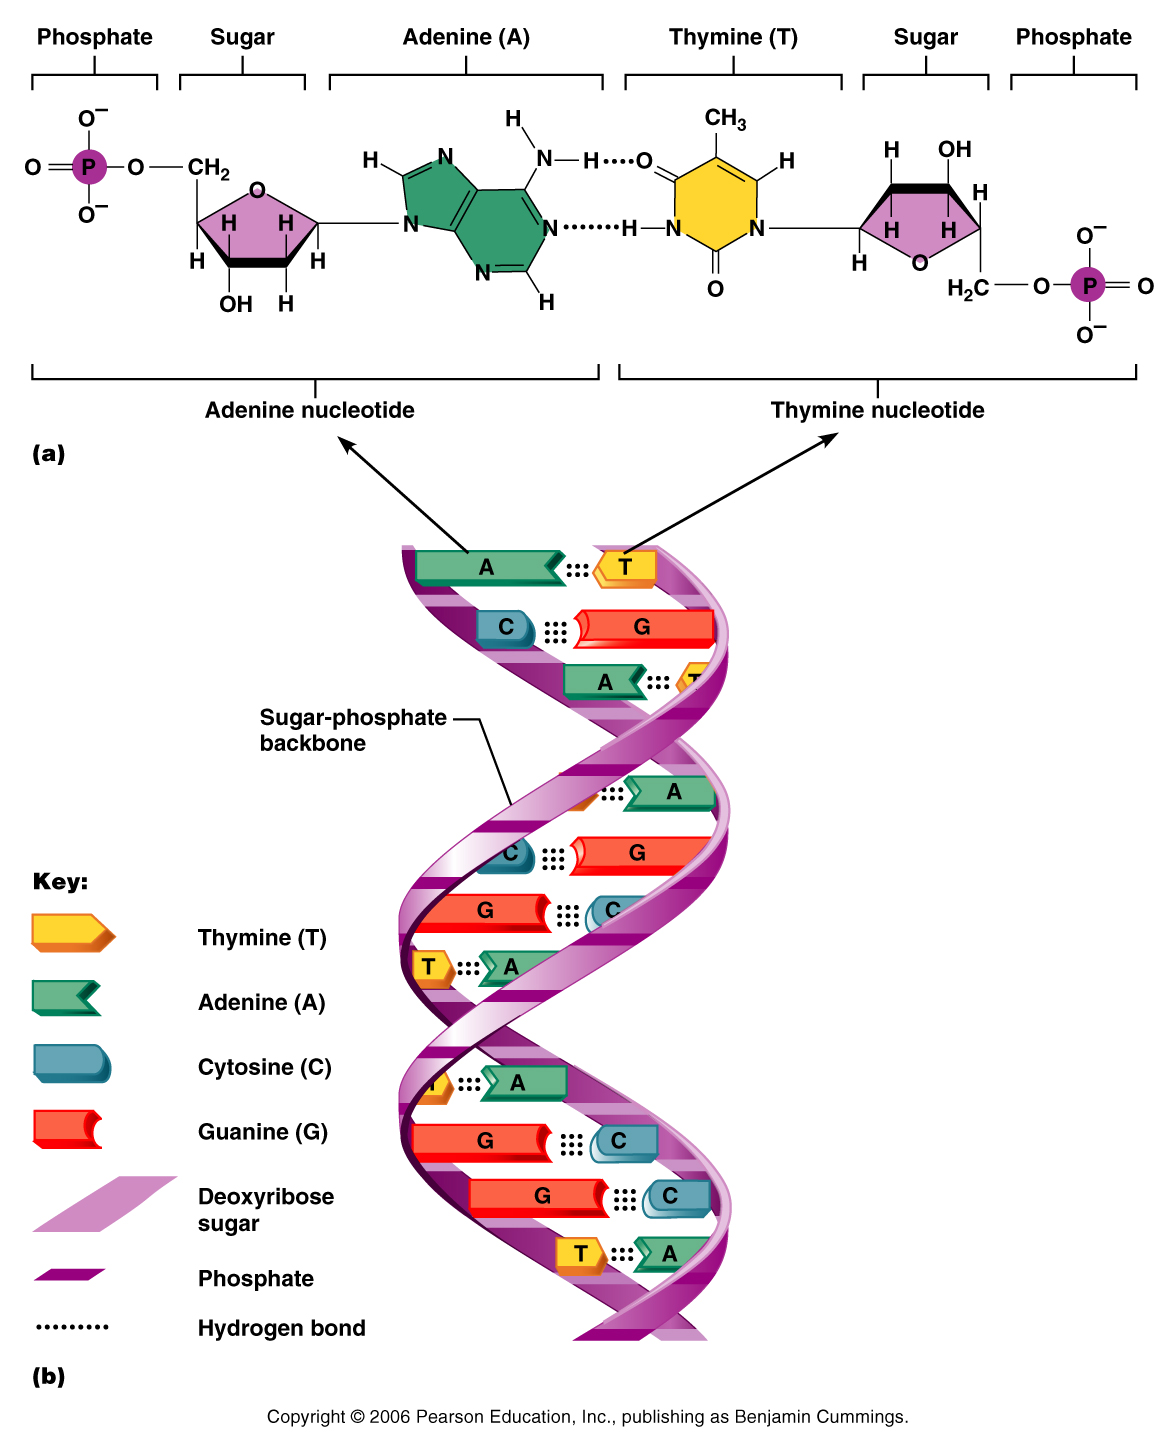 Phosphate
Sugar
Adenine (A)
Thymine (T)
Sugar
Phosphate
O⁻
H
CH₃
H
OH
O
P
O
CH₂
H
N
N
H
O
H
H
O⁻
O
H
H
N
N
H
N
N
H
H
O⁻
H
H
N
H
O
H₂C
O
P
O
OH
H
H
O
O⁻
Adenine nucleotide
Thymine nucleotide
(a)
A
T
C
G
A
T
Sugar-phosphate
backbone
A
C
G
G
C
T
A
T
A
G
C
G
C
T
A
Key:
Thymine (T)
Adenine (A)
Cytosine (C)
Guanine (G)
Deoxyribose
sugar
Phosphate
Hydrogen bond
(b)
Copyright © 2006 Pearson Education, Inc., publishing as Benjamin Cummings.